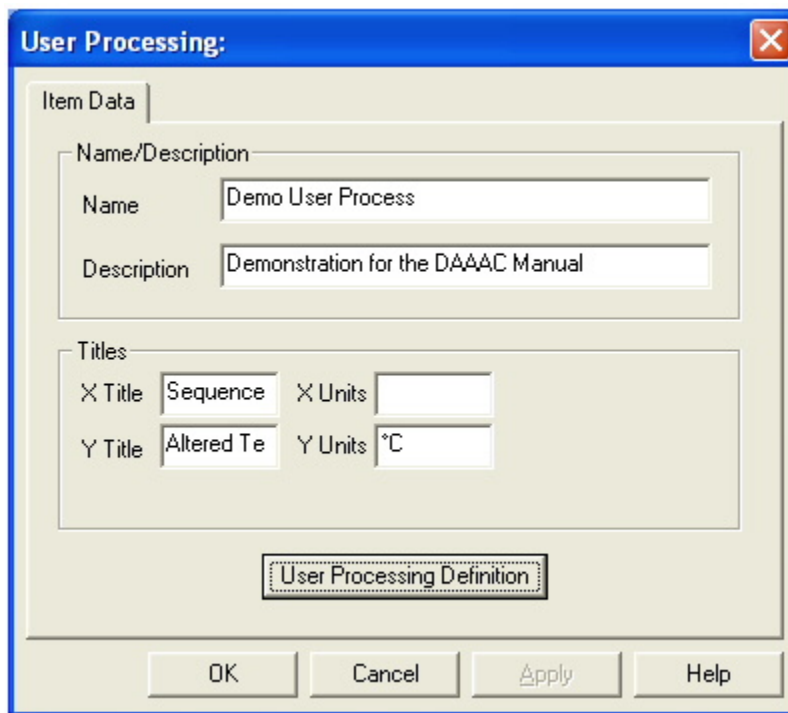 User Processing:
Item Data
Name/Description
Name Demo User Process
Description Demonstration for the DAAAC Manual
Titles
X Title Sequence X Units
Y Title Altered Te Y Units °C
User Processing Definition
OK Cancel Apply Help